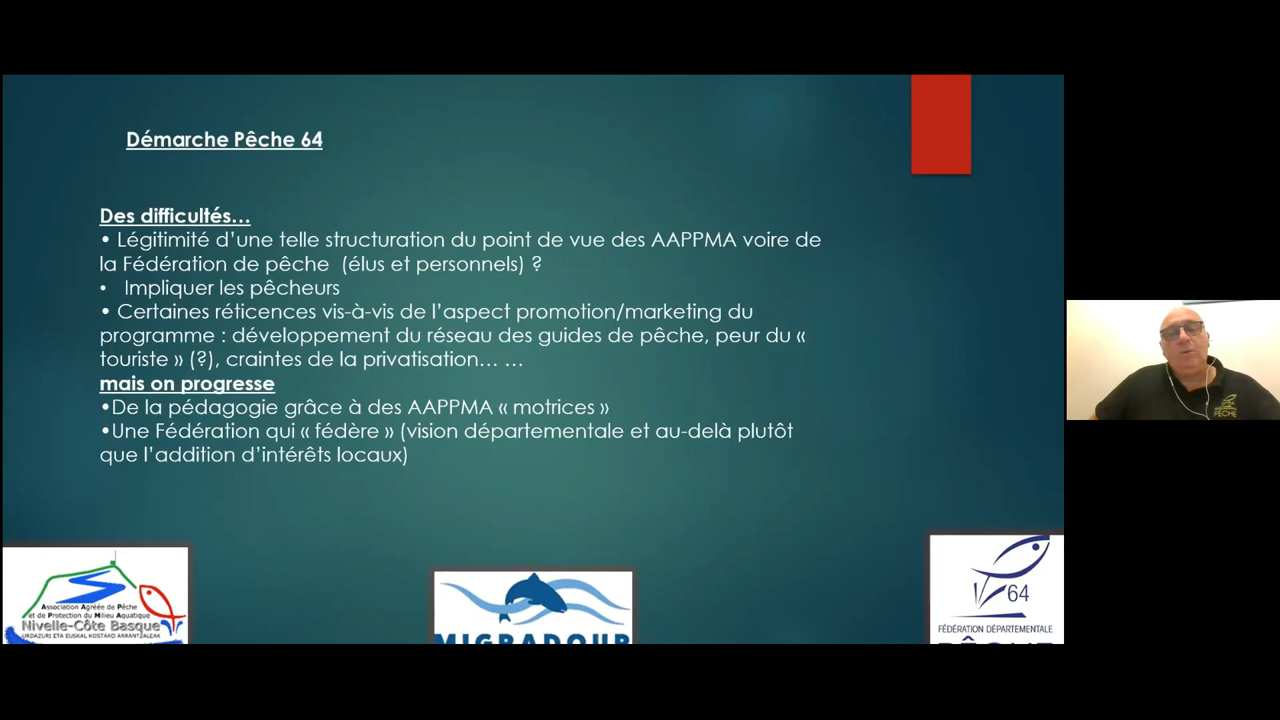 Démarche Pêche 64
Des difficultés…
• Légitimité d’une telle structuration du point de vue des AAPPMA voire de
la Fédération de pêche (élus et personnels) ?
• Impliquer les pêcheurs
• Certaines réticences vis-à-vis de l’aspect promotion/marketing du
programme : développement du réseau des guides de pêche, peur du «
touriste » (?), craintes de la privatisation… …
mais on progresse
•De la pédagogie grâce à des AAPPMA « motrices »
•Une Fédération qui « fédère » (vision départementale et au-delà plutôt
que l’addition d’intérêts locaux)
Association Agréée de Pêche
et de Protection du Milieu Aquatique
Nivelle-Côte Basque
URDAZURI ETA EUSKAL KOSTAKO ARRANTZALEAK
MIGRADOUR
64
FÉDÉRATION DÉPARTEMENTALE
PÊCHE
PÊCHE